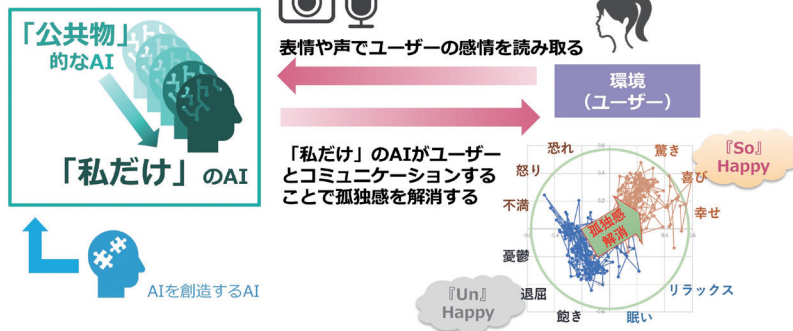 「公共物」
的なAI
「私だけ」のAI
AIを創造するAI
表情や声でユーザーの感情を読み取る
環境
（ユーザー）
「私だけ」のAIがユーザー
とコミュニケーションする
ことで孤独感を解消する
恐れ
驚き
『So』
Happy
怒り
喜び
不満
幸せ
孤独感
解消
憂鬱
リラックス
『Un』
Happy
退屈
飽き
眠い